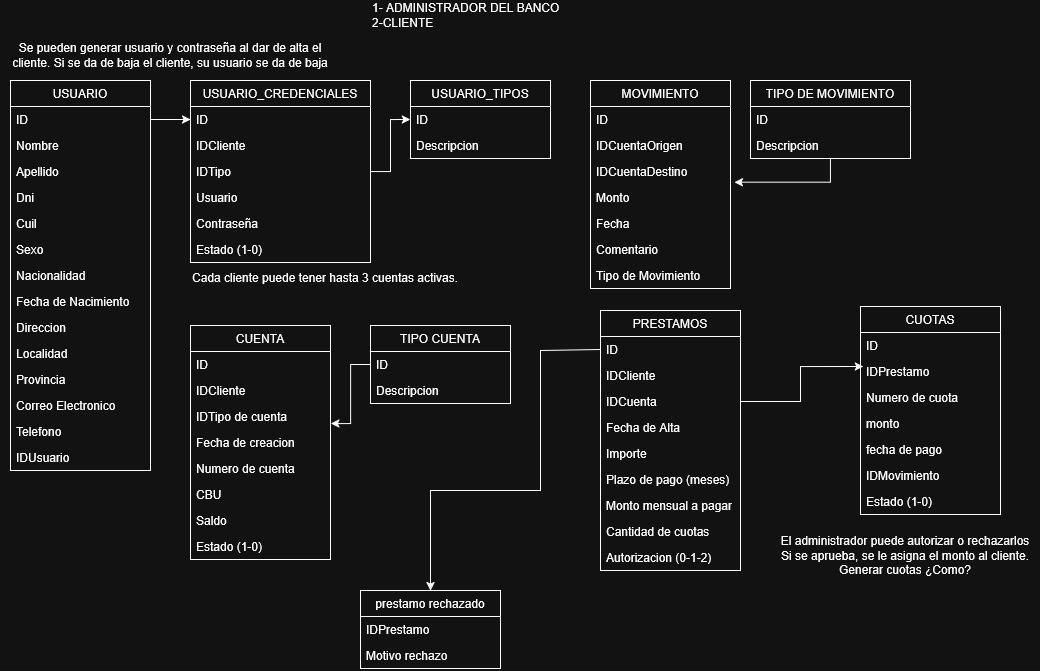 1- ADMINISTRADOR DEL BANCO
2-CLIENTE
Se pueden generar usuario y contraseña al dar de alta el
cliente. Si se da de baja el cliente, su usuario se da de baja
USUARIO
ID
Nombre
Apellido
Dni
Cuil
Sexo
Nacionalidad
Fecha de Nacimiento
Direccion
Localidad
Provincia
Correo Electronico
Telefono
IDUsuario
USUARIO_CREDENCIALES
ID
IDCliente
IDTipo
Usuario
Contraseña
Estado (1-0)
USUARIO_TIPOS
ID
Descripcion
MOVIMIENTO
ID
IDCuentaOrigen
IDCuentaDestino
Monto
Fecha
Comentario
Tipo de Movimiento
TIPO DE MOVIMIENTO
ID
Descripcion
Cada cliente puede tener hasta 3 cuentas activas.
CUENTA
ID
IDCliente
IDTipo de cuenta
Fecha de creacion
Numero de cuenta
CBU
Saldo
Estado (1-0)
TIPO CUENTA
ID
Descripcion
PRESTAMOS
ID
IDCliente
IDCuenta
Fecha de Alta
Importe
Plazo de pago (meses)
Monto mensual a pagar
Cantidad de cuotas
Autorizacion (0-1-2)
CUOTAS
ID
IDPrestamo
Numero de cuota
monto
fecha de pago
IDMovimiento
Estado (1-0)
El administrador puede autorizar o rechazarlos
Si se aprueba, se le asigna el monto al cliente.
Generar cuotas ¿Como?
prestamo rechazado
IDPrestamo
Motivo rechazo